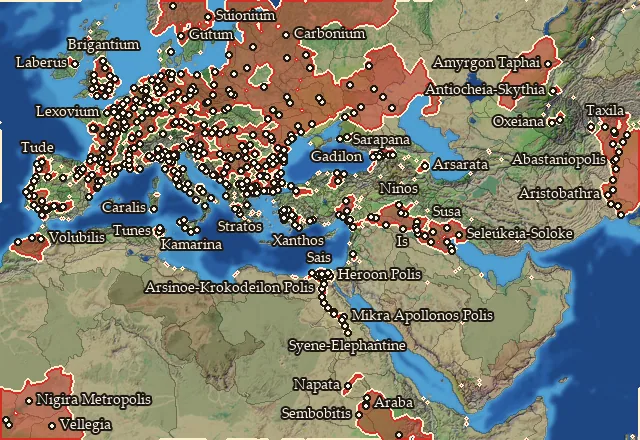 Suionium
Gutum
Carbonium
Brigantium
Laberus
Amyrgon Taphai
Antiocheia-Skythia
Lexovium
Taxila
Oxeiana
Sarapana
Tude
Gadilon
Abastaniopolis
Arsarata
Ninos
Aristobathra
Caralis
Susa
Stratos
Tunes
Seleukeia-Soloke
Volubilis
Xanthos
Is
Kamarina
Sais
Heroon Polis
Arsinoe-Krokodeilon Polis
Mikra Apollonos Polis
Syene-Elephantine
Napata
Nigira Metropolis
Araba
Sembobitis
Vellegia